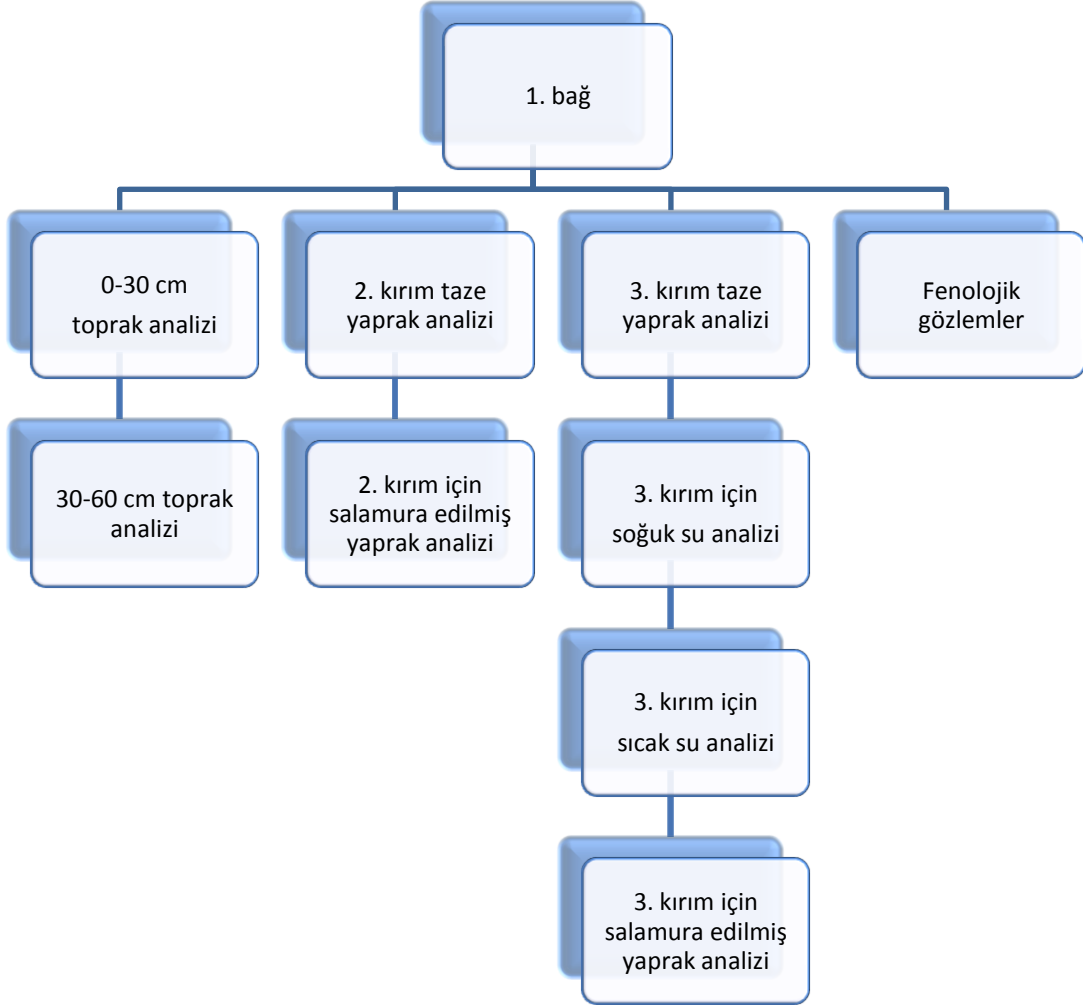 1. bağ
0-30 cm
toprak analizi
2. kırım taze
yaprak analizi
3. kırım taze
yaprak analizi
Fenolojik
gözlemler
30-60 cm toprak
analizi
2. kırım için
salamura edilmiş
yaprak analizi
3. kırım için
soğuk su analizi
3. kırım için
sıcak su analizi
3. kırım için
salamura edilmiş
yaprak analizi